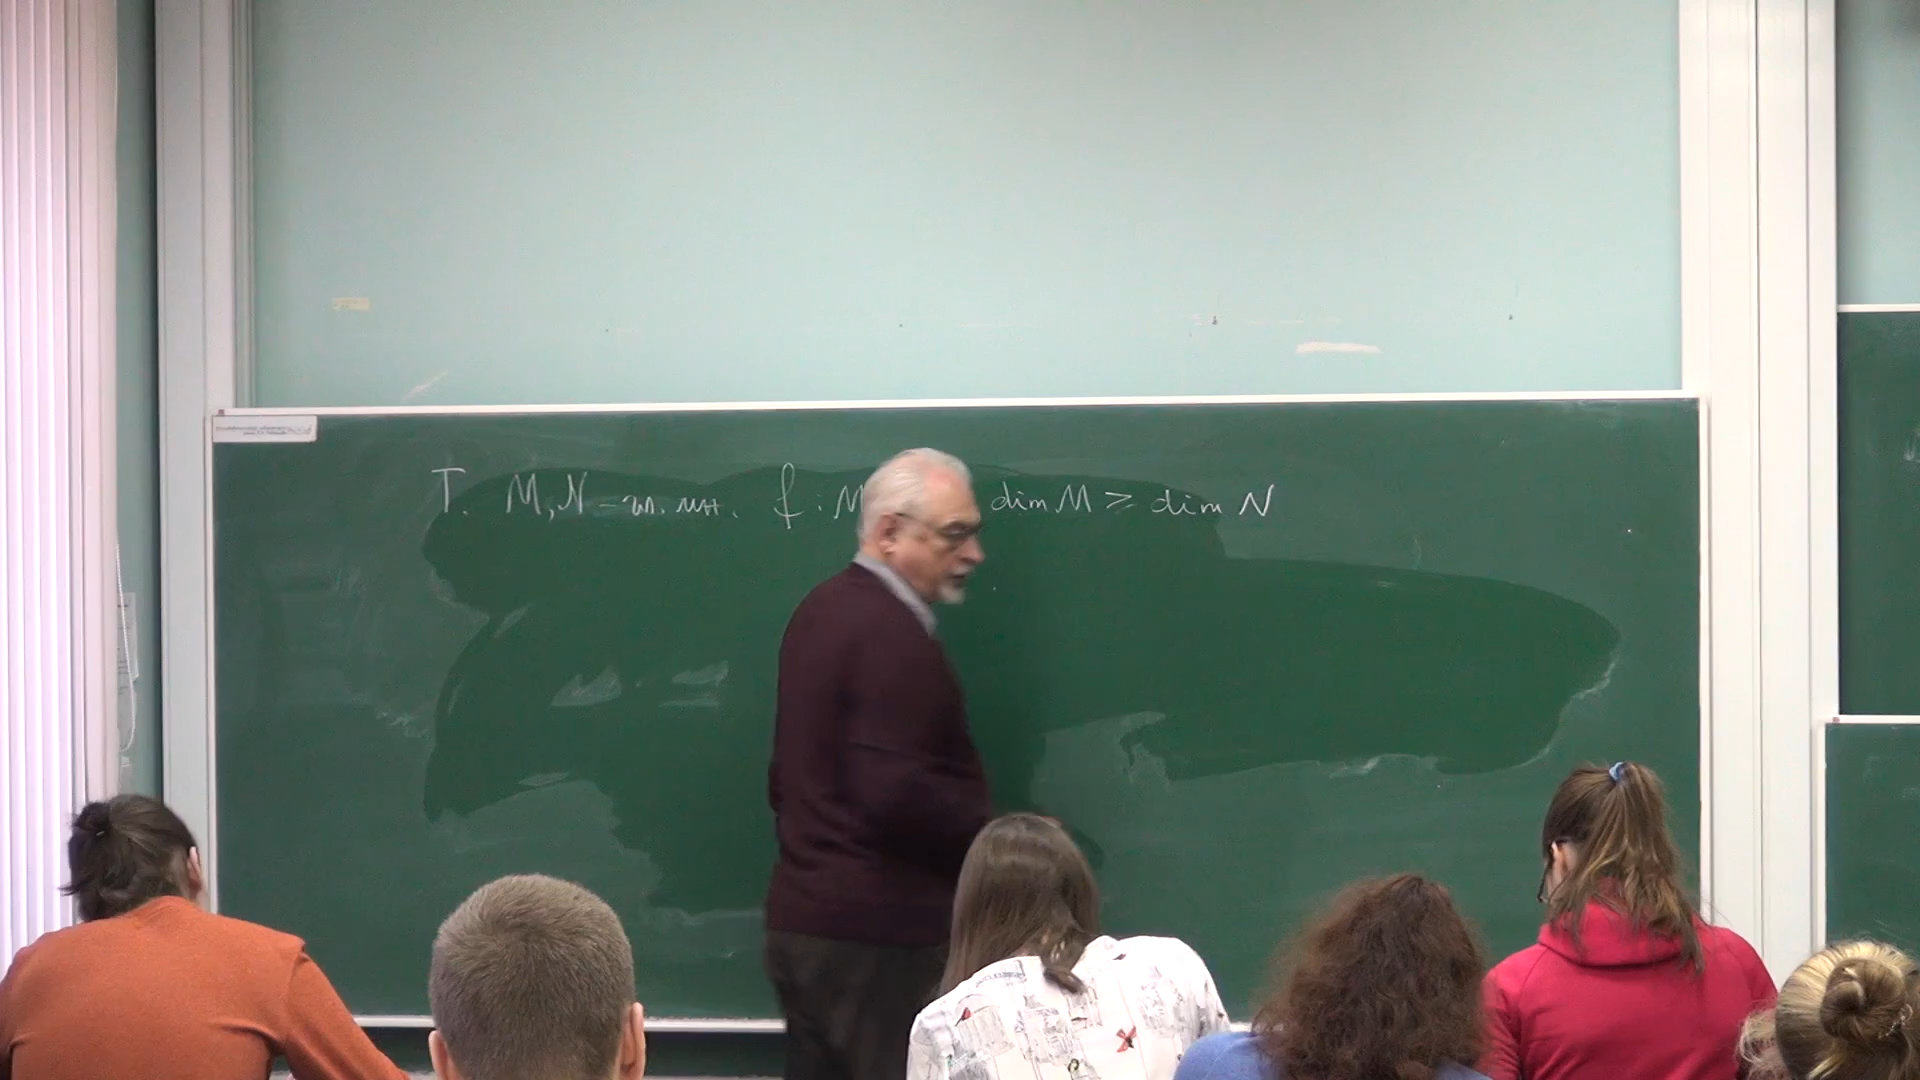 T. M, N – гл. мн. f : M dim M ≥ dim N